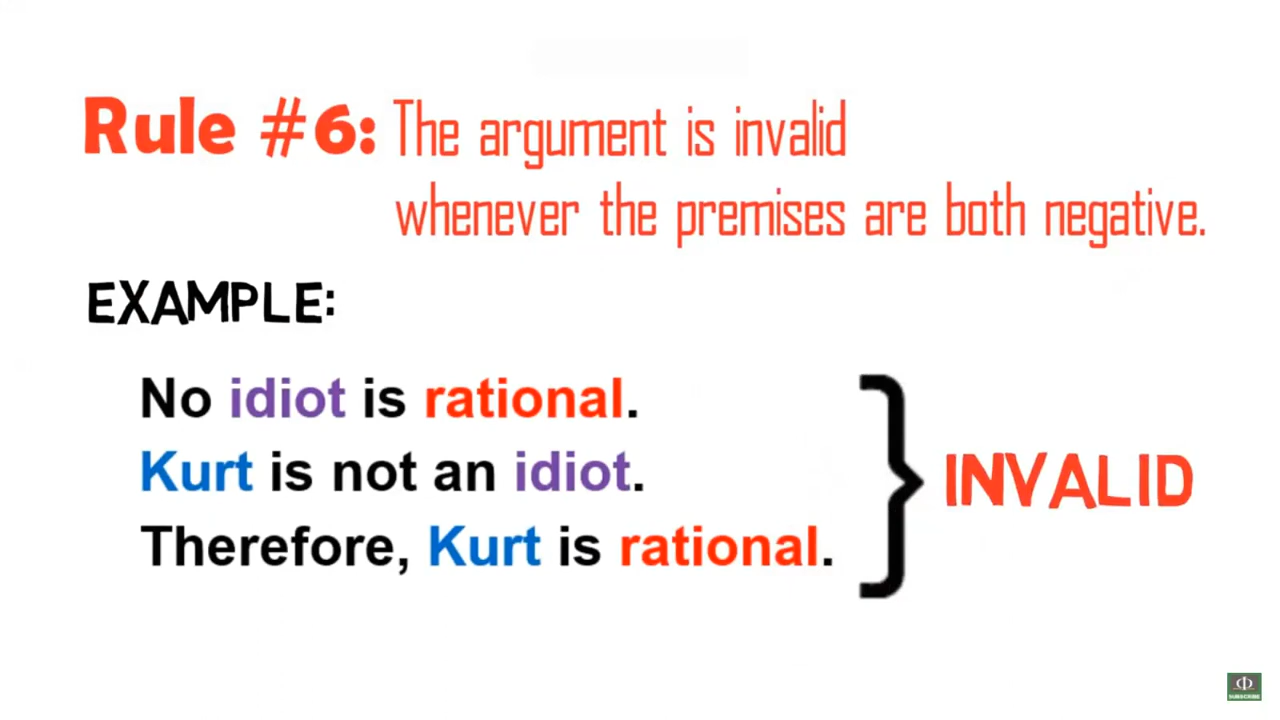 Rule #6: The argument is invalid
whenever the premises are both negative.
EXAMPLE:
No idiot is rational.
Kurt is not an idiot.
Therefore, Kurt is rational.
INVALID
SUBSCRIBE